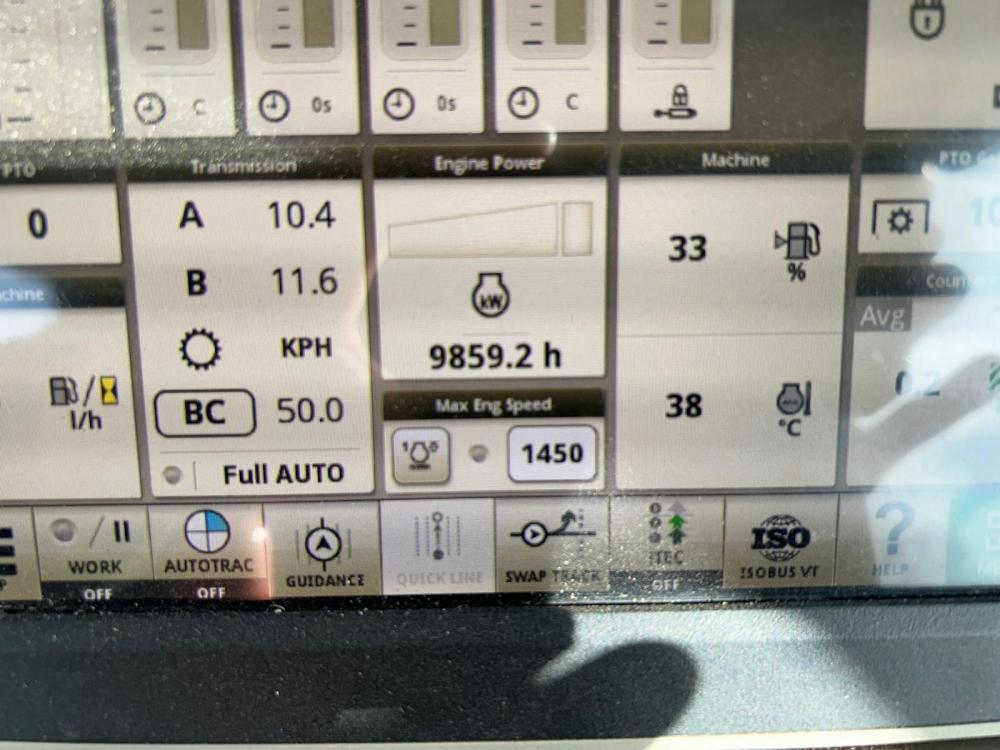 C
0s
0s
C
PTO
0
Transmission
A 10.4
B 11.6
KPH
BC 50.0
Full AUTO
l/h
Engine Power
kW
9859.2 h
Max Eng Speed
1450
Machine
33
%
38
°C
Avg
WORK
OFF
AUTOTRAC
OFF
GUIDANCE
QUICK LINE
SWAP TRACK
iTEC
OFF
ISO
ISOBUS VT
?
HELP